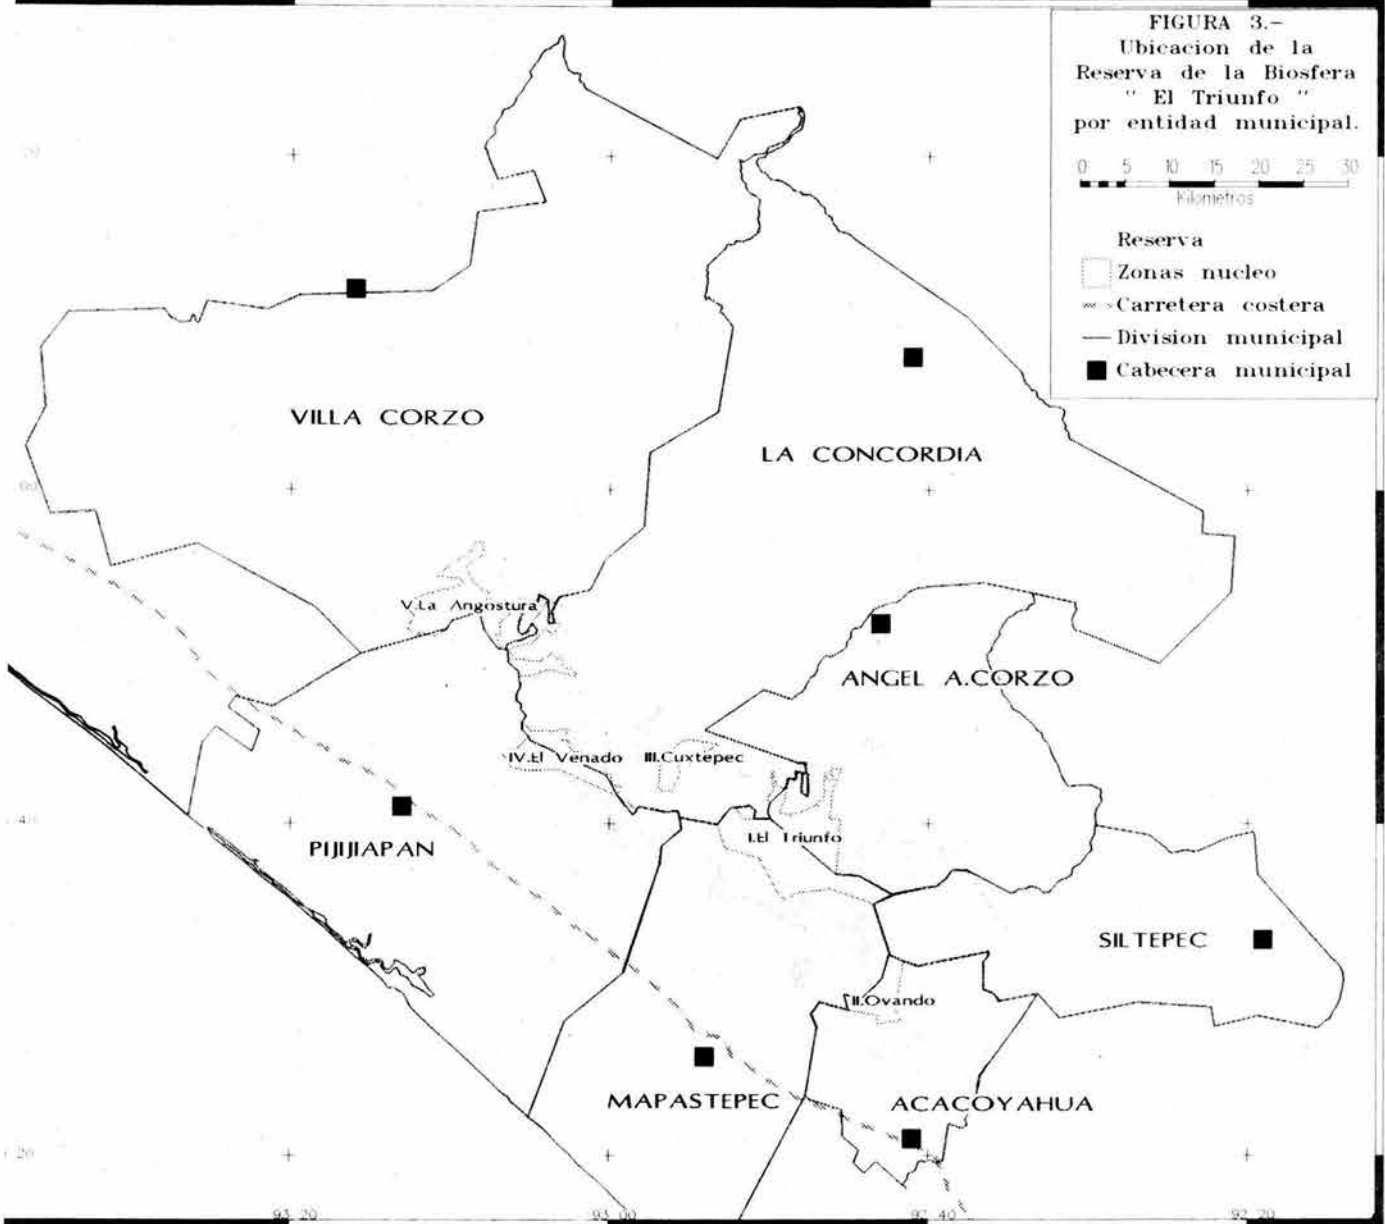 FIGURA 3.-
Ubicacion de la
Reserva de la Biosfera
" El Triunfo "
por entidad municipal.
0 5 10 15 20 25 30
Kilometros
Reserva
Zonas nucleo
Carretera costera
Division municipal
Cabecera municipal
VILLA CORZO
LA CONCORDIA
V.La Angostura
ANGEL A.CORZO
IV.El Venado
III.Cuxtepec
I.El Triunfo
PIJIJIAPAN
SILTEPEC
II.Ovando
MAPASTEPEC
ACACOYAHUA
93 20
93 00
92 40
92 20